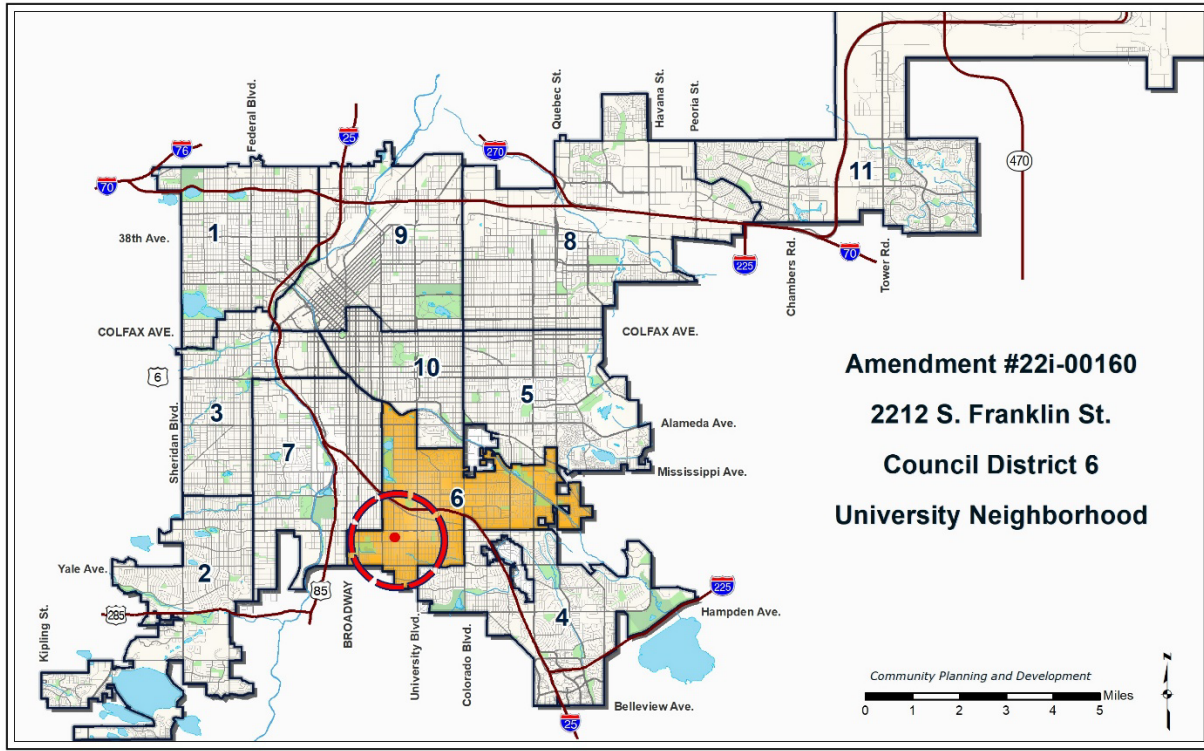 Federal Blvd.
Quebec St.
Havana St.
Peoria St.
25
76
270
70
470
11
1
9
8
38th Ave.
225
Chambers Rd.
70
Tower Rd.
COLFAX AVE.
COLFAX AVE.
6
10
5
3
Sheridan Blvd.
7
Alameda Ave.
Mississippi Ave.
6
Amendment #22i-00160
2212 S. Franklin St.
Council District 6
University Neighborhood
Yale Ave.
2
85
285
BROADWAY
University Blvd.
Colorado Blvd.
4
225
Hampden Ave.
Kipling St.
Belleview Ave.
25
Community Planning and Development
Miles
0 1 2 3 4 5
N